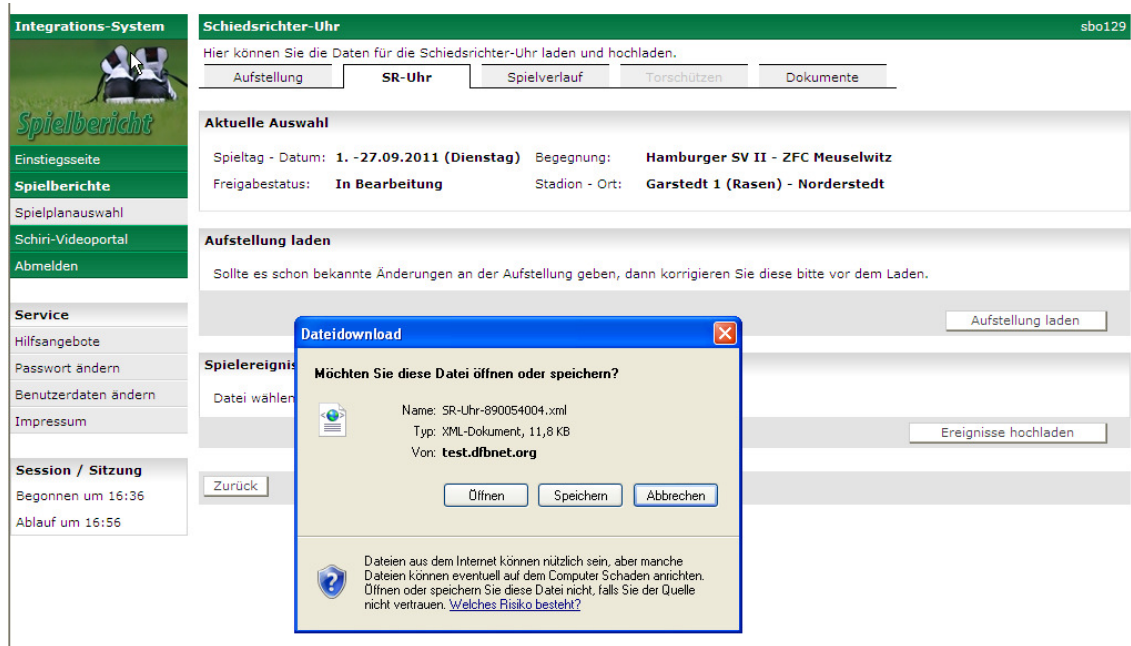 Integrations-System
Spielbericht
Einstiegsseite
Spielberichte
Spielplanauswahl
Schiri-Videoportal
Abmelden
Service
Hilfsangebote
Passwort ändern
Benutzerdaten ändern
Impressum
Session / Sitzung
Begonnen um 16:36
Ablauf um 16:56
Schiedsrichter-Uhr sbo129
Hier können Sie die Daten für die Schiedsrichter-Uhr laden und hochladen.
Aufstellung SR-Uhr Spielverlauf Torschützen Dokumente
Aktuelle Auswahl
Spieltag - Datum: 1. -27.09.2011 (Dienstag) Begegnung: Hamburger SV II - ZFC Meuselwitz
Freigabestatus: In Bearbeitung Stadion - Ort: Garstedt 1 (Rasen) - Norderstedt
Aufstellung laden
Sollte es schon bekannte Änderungen an der Aufstellung geben, dann korrigieren Sie diese bitte vor dem Laden.
Aufstellung laden
Spielereignis
Datei wählen
Ereignisse hochladen
Zurück
Dateidownload
Möchten Sie diese Datei öffnen oder speichern?
Name: SR-Uhr-890054004.xml
Typ: XML-Dokument, 11,8 KB
Von: test.dfbnet.org
Öffnen Speichern Abbrechen
Dateien aus dem Internet können nützlich sein, aber manche
Dateien können eventuell auf dem Computer Schaden anrichten.
Öffnen oder speichern Sie diese Datei nicht, falls Sie der Quelle
nicht vertrauen. Welches Risiko besteht?